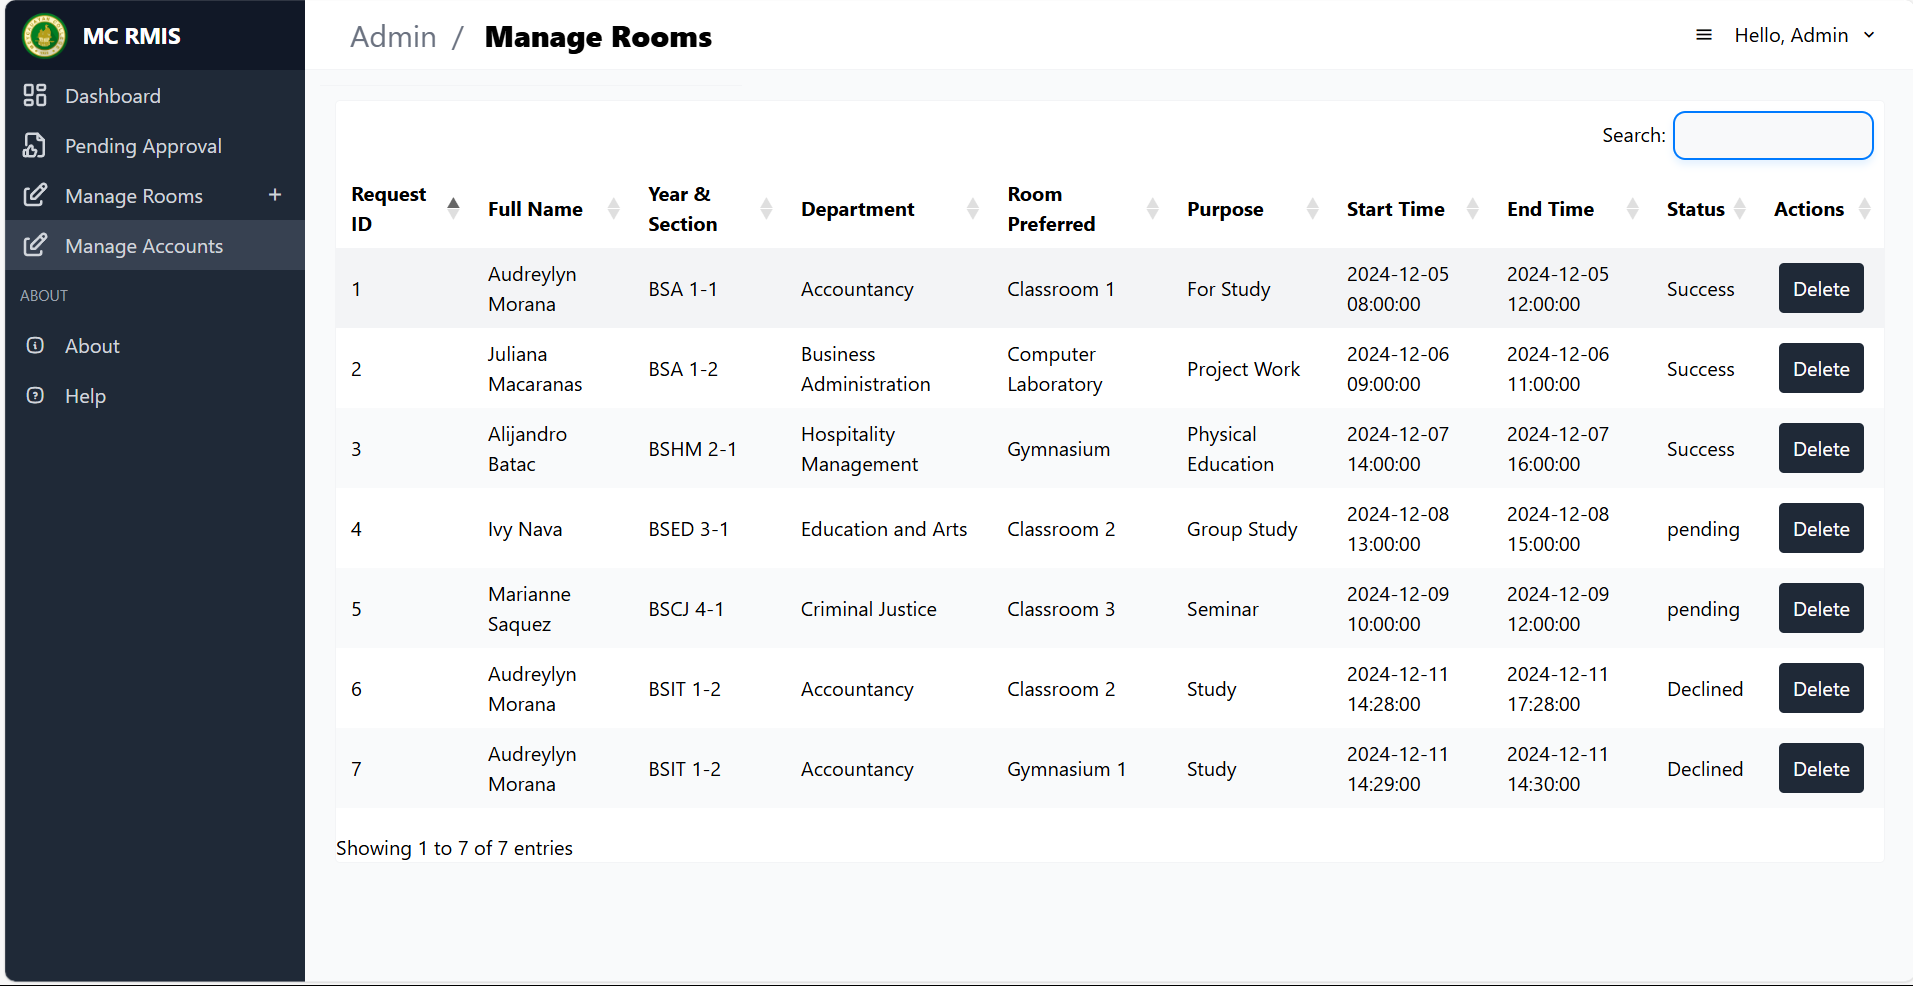 MC RMIS
Dashboard
Pending Approval
Manage Rooms +
Manage Accounts
ABOUT
About
Help
Admin / Manage Rooms
Hello, Admin
Search:
Request ID Full Name Year & Section Department Room Preferred Purpose Start Time End Time Status Actions
1 Audreylyn Morana BSA 1-1 Accountancy Classroom 1 For Study 2024-12-05 08:00:00 2024-12-05 12:00:00 Success Delete
2 Juliana Macaranas BSA 1-2 Business Administration Computer Laboratory Project Work 2024-12-06 09:00:00 2024-12-06 11:00:00 Success Delete
3 Alijandro Batac BSHM 2-1 Hospitality Management Gymnasium Physical Education 2024-12-07 14:00:00 2024-12-07 16:00:00 Success Delete
4 Ivy Nava BSED 3-1 Education and Arts Classroom 2 Group Study 2024-12-08 13:00:00 2024-12-08 15:00:00 pending Delete
5 Marianne Saquez BSCJ 4-1 Criminal Justice Classroom 3 Seminar 2024-12-09 10:00:00 2024-12-09 12:00:00 pending Delete
6 Audreylyn Morana BSIT 1-2 Accountancy Classroom 2 Study 2024-12-11 14:28:00 2024-12-11 17:28:00 Declined Delete
7 Audreylyn Morana BSIT 1-2 Accountancy Gymnasium 1 Study 2024-12-11 14:29:00 2024-12-11 14:30:00 Declined Delete
Showing 1 to 7 of 7 entries